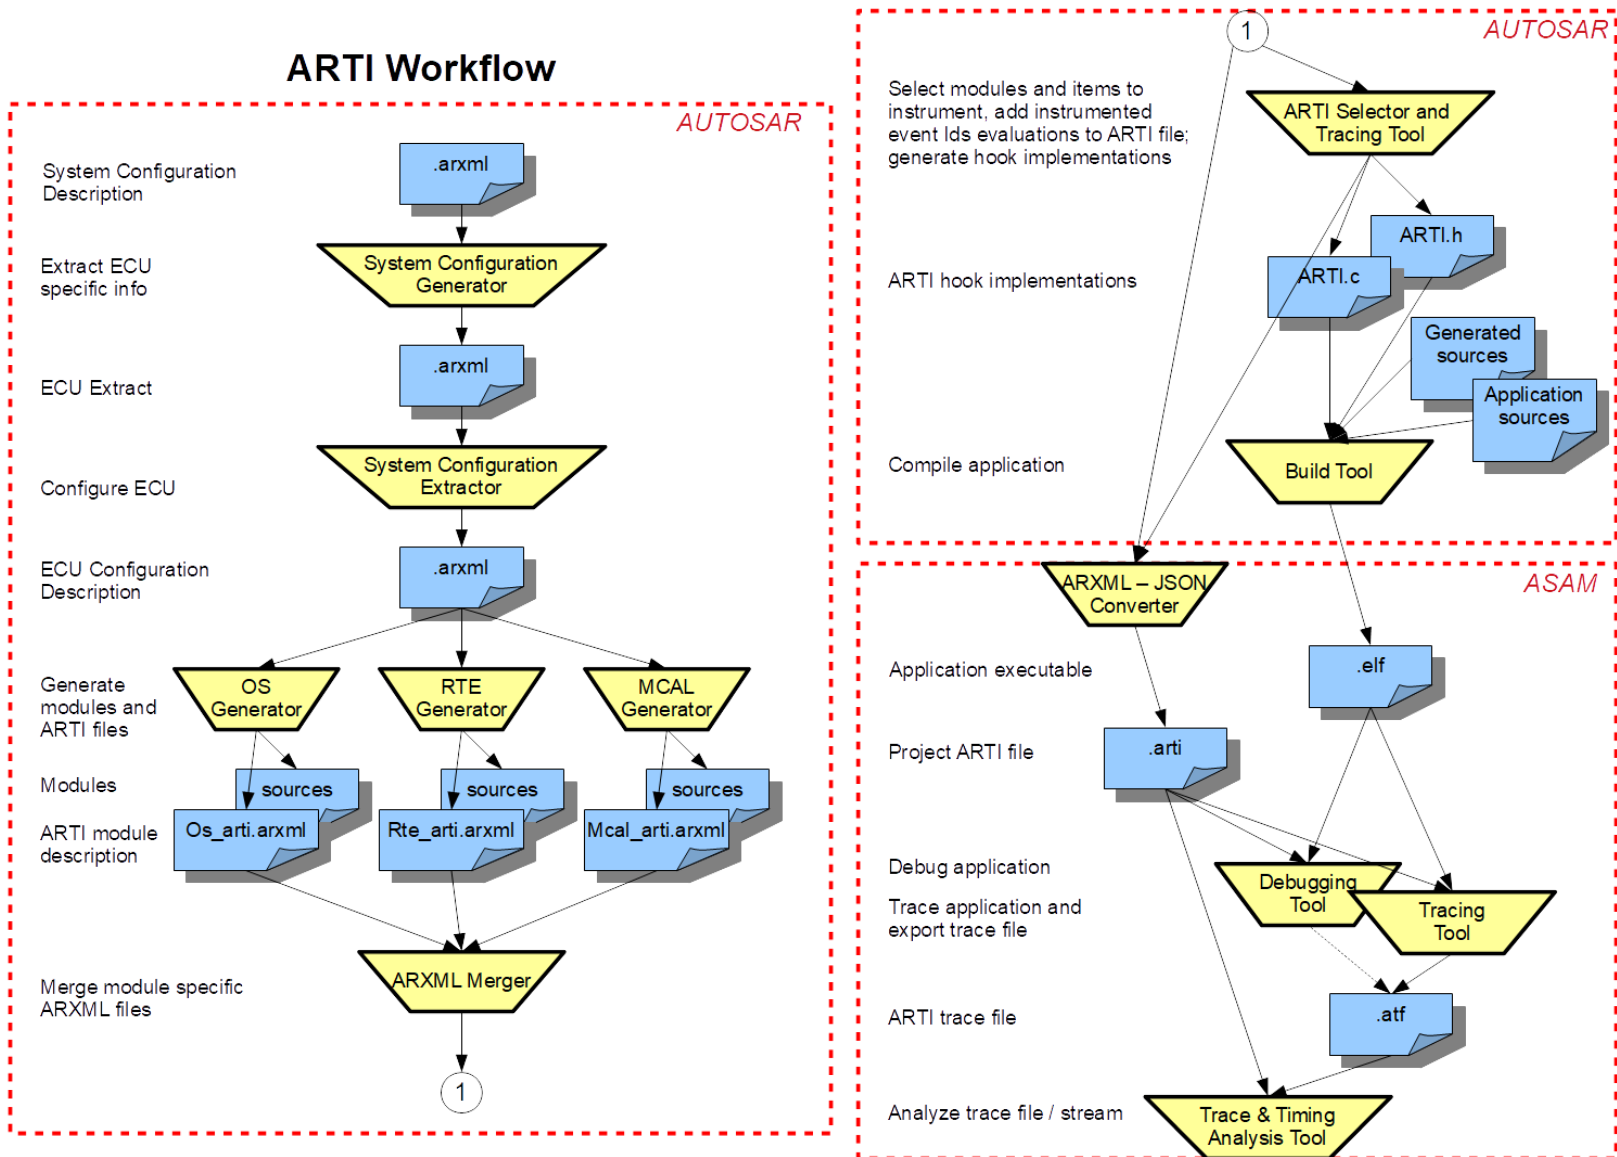 ARTI Workflow
AUTOSAR
System Configuration
Description
.arxml
Extract ECU
specific info
System Configuration
Generator
ECU Extract
.arxml
Configure ECU
System Configuration
Extractor
ECU Configuration
Description
.arxml
Generate
modules and
ARTI files
OS
Generator
RTE
Generator
MCAL
Generator
Modules
sources
sources
sources
ARTI module
description
Os_arti.arxml
Rte_arti.arxml
Mcal_arti.arxml
Merge module specific
ARXML files
ARXML Merger
1
AUTOSAR
1
Select modules and items to
instrument, add instrumented
event Ids evaluations to ARTI file;
generate hook implementations
ARTI Selector and
Tracing Tool
ARTI hook implementations
ARTI.h
ARTI.c
Generated
sources
Application
sources
Compile application
Build Tool
ASAM
ARXML – JSON
Converter
Application executable
.elf
Project ARTI file
.arti
Debug application
Debugging
Tool
Trace application and
export trace file
Tracing
Tool
ARTI trace file
.atf
Analyze trace file / stream
Trace & Timing
Analysis Tool